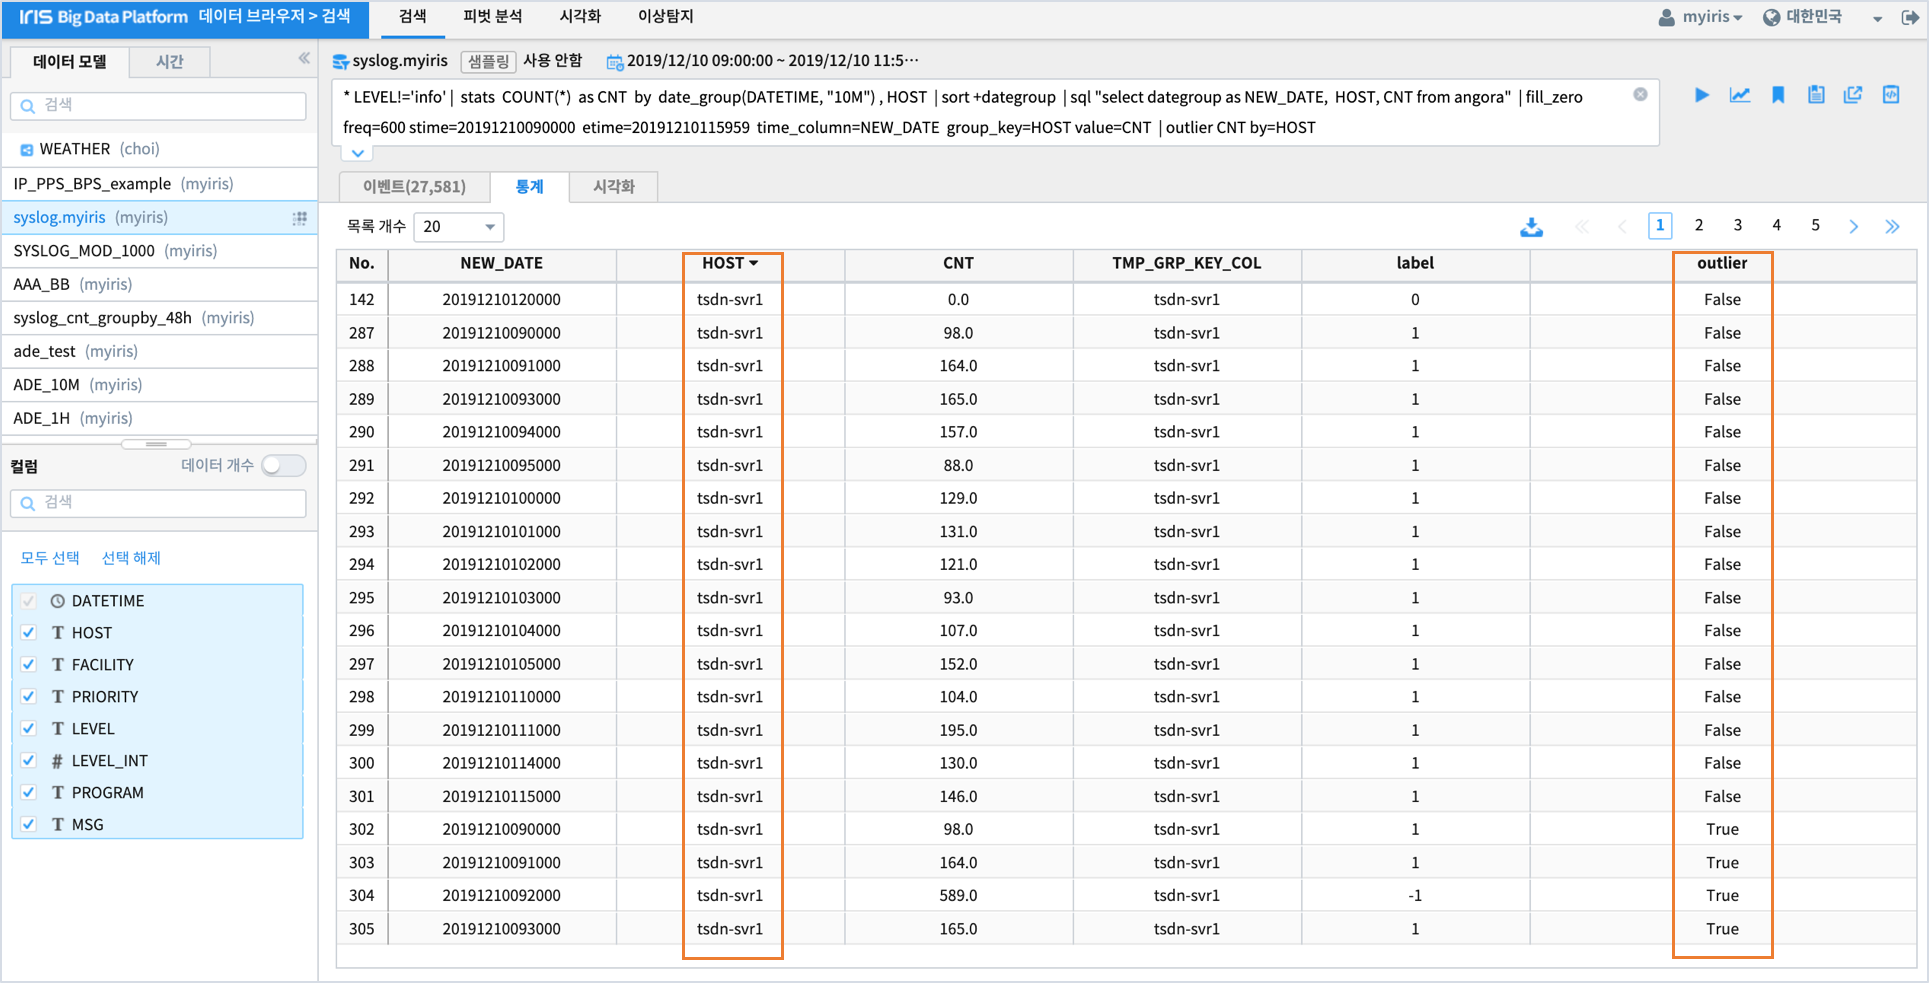 IRIS Big Data Platform 데이터 브라우저 > 검색 검색 피벗 분석 시각화 이상탐지 myiris 대한민국
데이터 모델 시간
syslog.myiris 샘플링 사용 안함 2019/12/10 09:00:00 ~ 2019/12/10 11:5···
검색
* LEVEL!='info' | stats COUNT(*) as CNT by date_group(DATETIME, "10M") , HOST | sort +dategroup | sql "select dategroup as NEW_DATE, HOST, CNT from angora" | fill_zero
freq=600 stime=20191210090000 etime=20191210115959 time_column=NEW_DATE group_key=HOST value=CNT | outlier CNT by=HOST
WEATHER (choi)
IP_PPS_BPS_example (myiris)
syslog.myiris (myiris)
SYSLOG_MOD_1000 (myiris)
AAA_BB (myiris)
syslog_cnt_groupby_48h (myiris)
ade_test (myiris)
ADE_10M (myiris)
ADE_1H (myiris)
컬럼 데이터 개수
검색
모두 선택 선택 해제
DATETIME
T HOST
T FACILITY
T PRIORITY
T LEVEL
# LEVEL_INT
T PROGRAM
T MSG
이벤트(27,581) 통계 시각화
목록 개수 20 1 2 3 4 5
No. NEW_DATE HOST CNT TMP_GRP_KEY_COL label outlier
142 20191210120000 tsdn-svr1 0.0 tsdn-svr1 0 False
287 20191210090000 tsdn-svr1 98.0 tsdn-svr1 1 False
288 20191210091000 tsdn-svr1 164.0 tsdn-svr1 1 False
289 20191210093000 tsdn-svr1 165.0 tsdn-svr1 1 False
290 20191210094000 tsdn-svr1 157.0 tsdn-svr1 1 False
291 20191210095000 tsdn-svr1 88.0 tsdn-svr1 1 False
292 20191210100000 tsdn-svr1 129.0 tsdn-svr1 1 False
293 20191210101000 tsdn-svr1 131.0 tsdn-svr1 1 False
294 20191210102000 tsdn-svr1 121.0 tsdn-svr1 1 False
295 20191210103000 tsdn-svr1 93.0 tsdn-svr1 1 False
296 20191210104000 tsdn-svr1 107.0 tsdn-svr1 1 False
297 20191210105000 tsdn-svr1 152.0 tsdn-svr1 1 False
298 20191210110000 tsdn-svr1 104.0 tsdn-svr1 1 False
299 20191210111000 tsdn-svr1 195.0 tsdn-svr1 1 False
300 20191210114000 tsdn-svr1 130.0 tsdn-svr1 1 False
301 20191210115000 tsdn-svr1 146.0 tsdn-svr1 1 False
302 20191210090000 tsdn-svr1 98.0 tsdn-svr1 1 True
303 20191210091000 tsdn-svr1 164.0 tsdn-svr1 1 True
304 20191210092000 tsdn-svr1 589.0 tsdn-svr1 -1 True
305 20191210093000 tsdn-svr1 165.0 tsdn-svr1 1 True